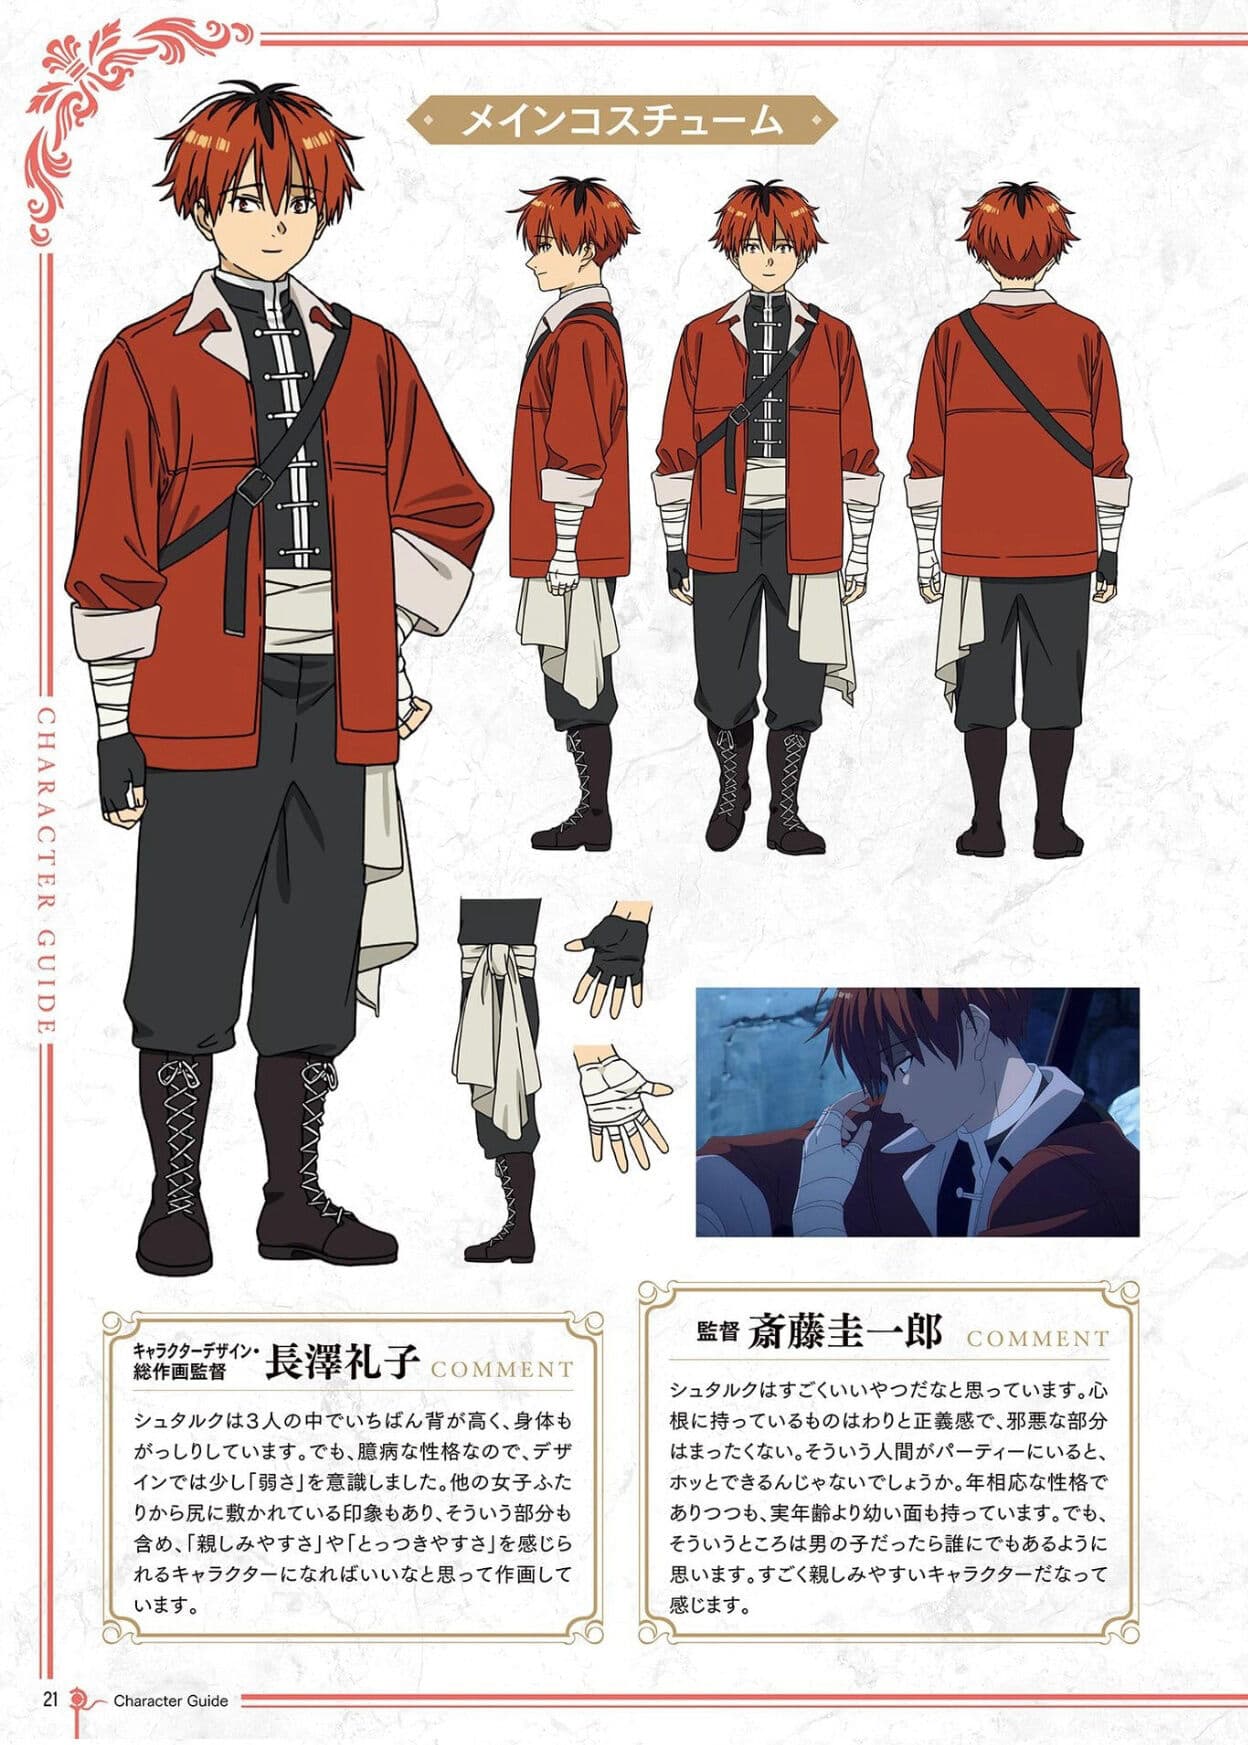 メインコスチューム
CHARACTER GUIDE
キャラクターデザイン・
総作画監督 長澤礼子 COMMENT
シュタルクは3人の中でいちばん背が高く、身体も
がっしりしています。でも、臆病な性格なので、デザ
インでは少し「弱さ」を意識しました。他の女子ふた
りから尻に敷かれている印象もあり、そういう部分も
含め、「親しみやすさ」や「とっつきやすさ」を感じら
れるキャラクターになればいいなと思って作画して
います。
監督 斎藤圭一郎 COMMENT
シュタルクはすごくいいやつだなと思っています。心
根に持っているものはわりと正義感で、邪悪な部分
はまったくない。そういう人間がパーティーにいると、
ホッとできるんじゃないでしょうか。年相応な性格で
ありつつも、実年齢より幼い面も持っています。でも、
そういうところは男の子だったら誰にでもあるように
思います。すごく親しみやすいキャラクターだなって
感じます。
21 Character Guide